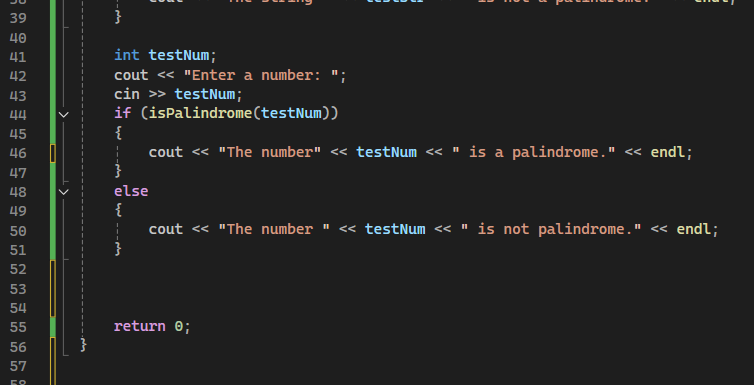 39 }
40
41 int testNum;
42 cout << "Enter a number: ";
43 cin >> testNum;
44 if (isPalindrome(testNum))
45 {
46 cout << "The number" << testNum << " is a palindrome." << endl;
47 }
48 else
49 {
50 cout << "The number " << testNum << " is not palindrome." << endl;
51 }
52
53
54
55 return 0;
56 }
57